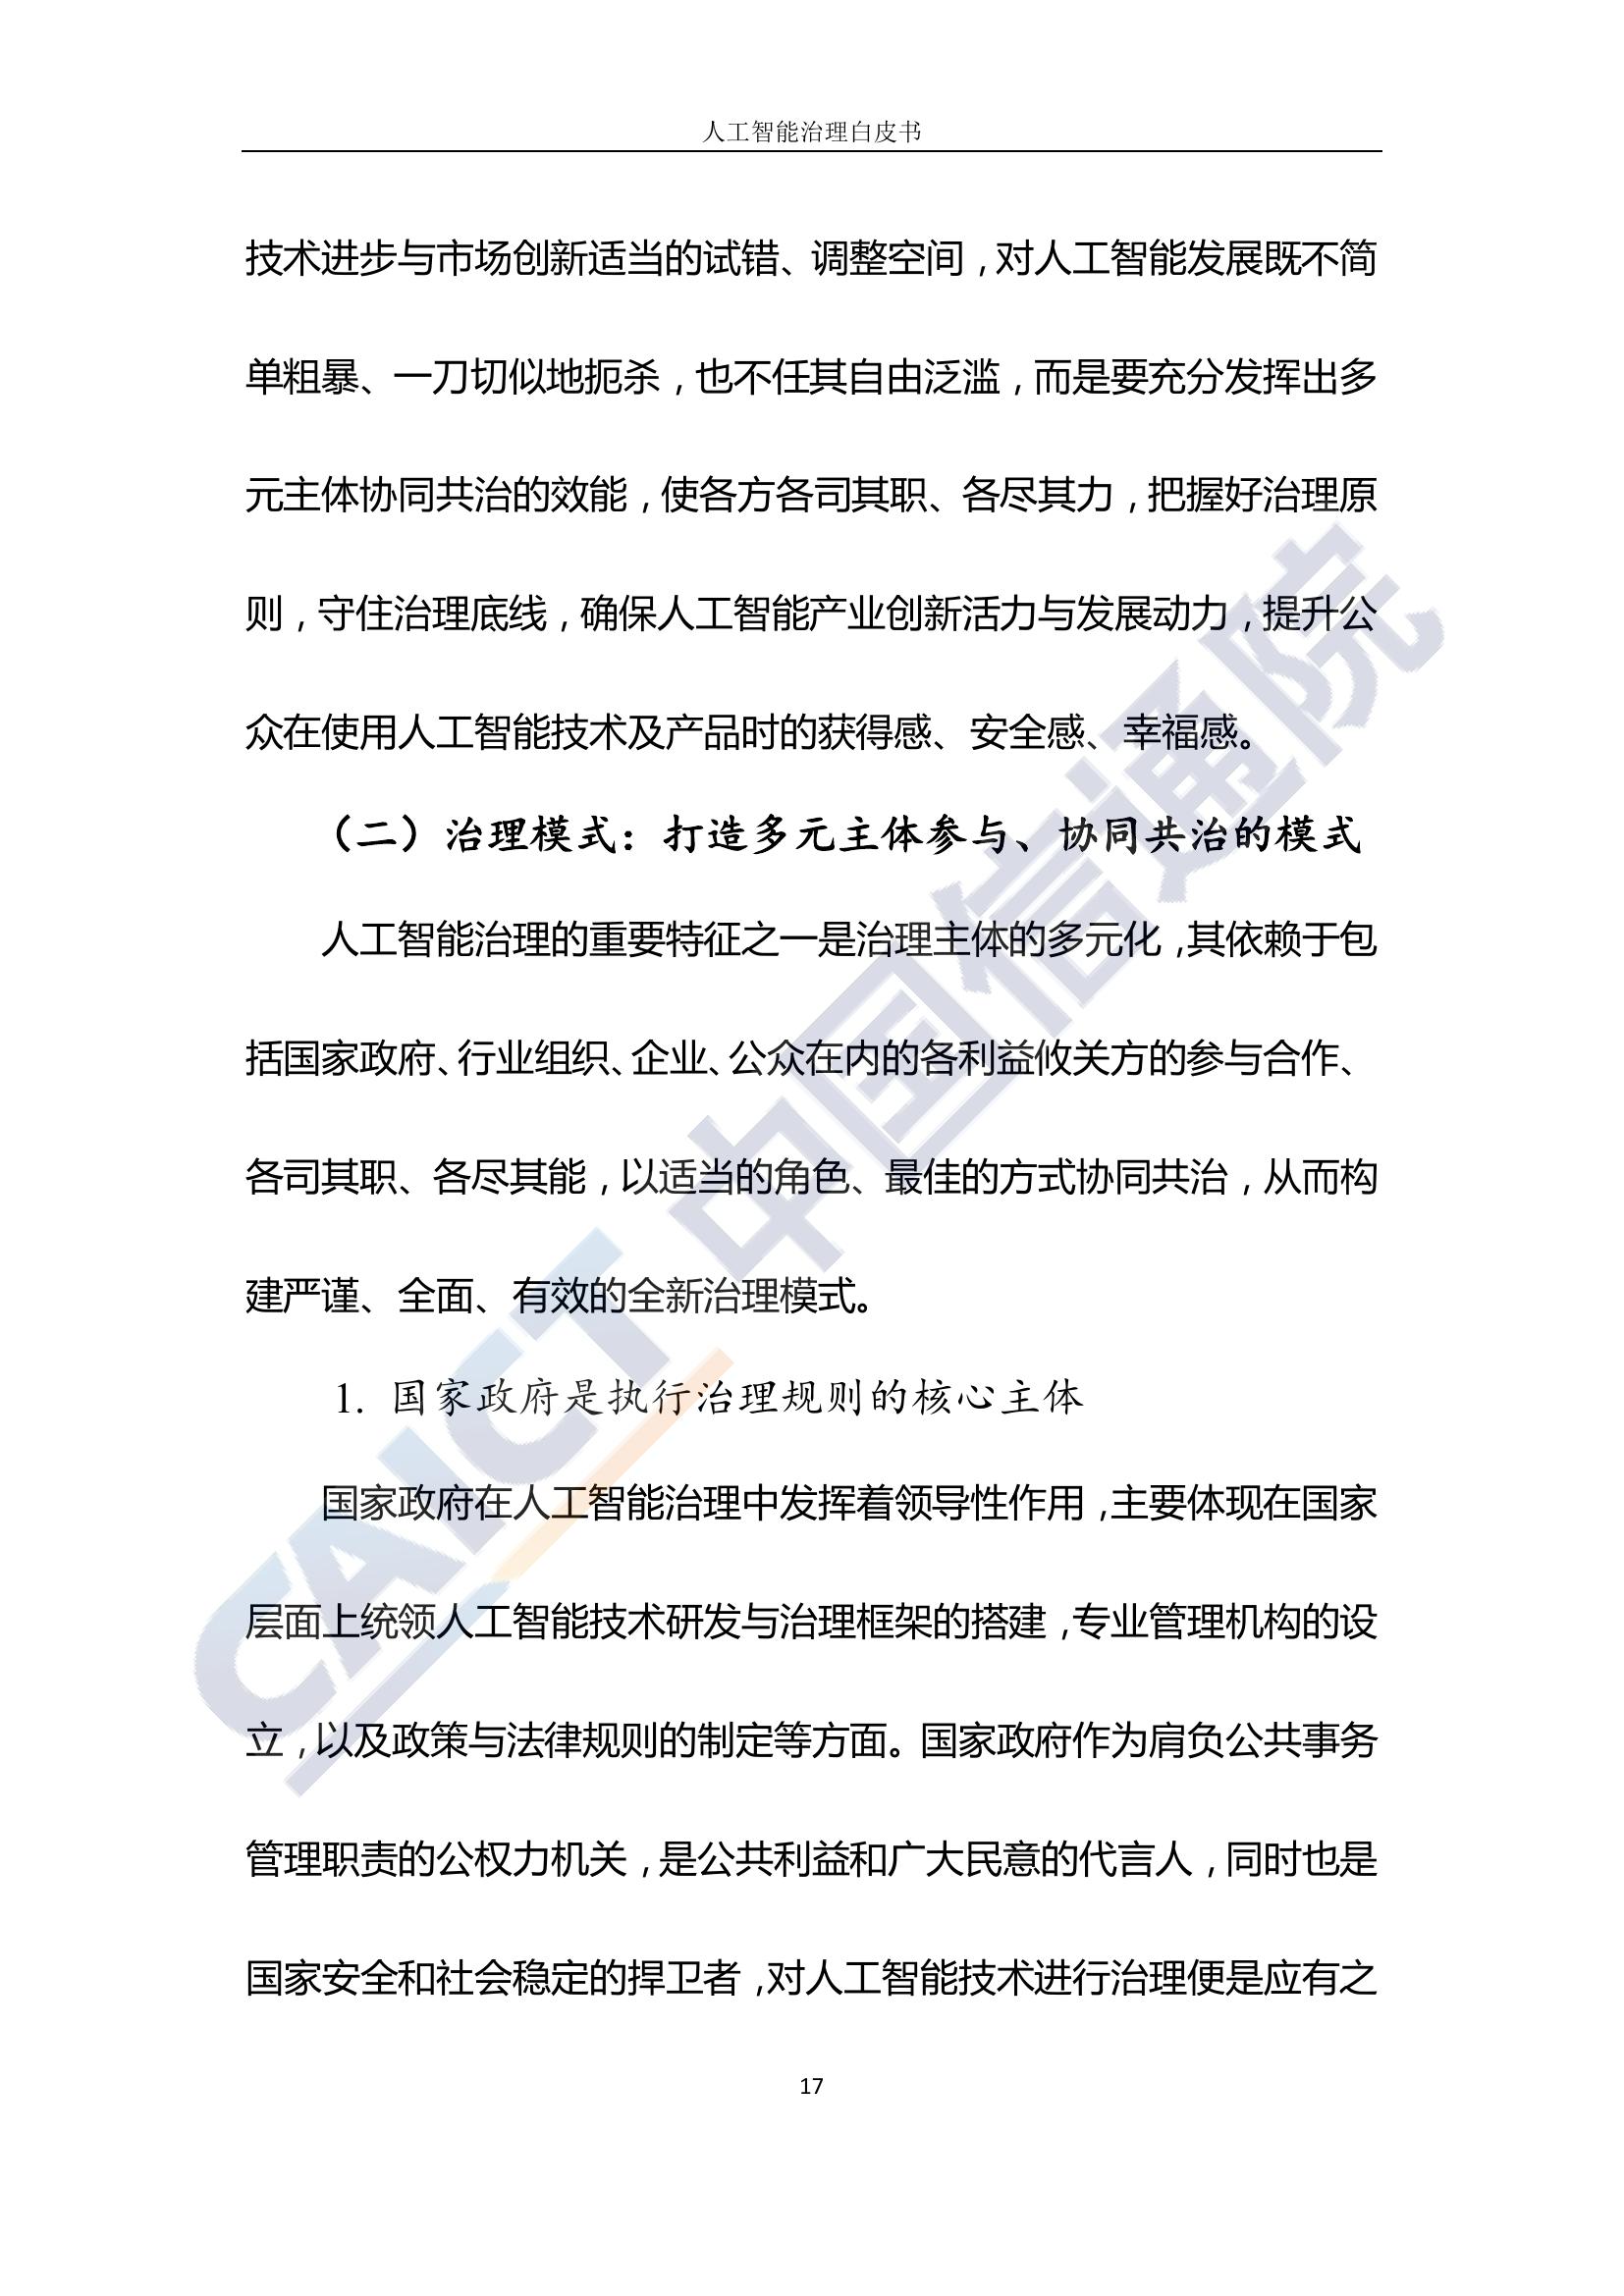 人工智能治理白皮书
技术进步与市场创新适当的试错、调整空间，对人工智能发展既不简
单粗暴、一刀切似地扼杀，也不任其自由泛滥，而是要充分发挥出多
元主体协同共治的效能，使各方各司其职、各尽其力，把握好治理原
则，守住治理底线，确保人工智能产业创新活力与发展动力，提升公
众在使用人工智能技术及产品时的获得感、安全感、幸福感。
（二）治理模式：打造多元主体参与、协同共治的模式
人工智能治理的重要特征之一是治理主体的多元化，其依赖于包
括国家政府、行业组织、企业、公众在内的各利益攸关方的参与合作、
各司其职、各尽其能，以适当的角色、最佳的方式协同共治，从而构
建严谨、全面、有效的全新治理模式。
1. 国家政府是执行治理规则的核心主体
国家政府在人工智能治理中发挥着领导性作用，主要体现在国家
层面上统领人工智能技术研发与治理框架的搭建，专业管理机构的设
立，以及政策与法律规则的制定等方面。国家政府作为肩负公共事务
管理职责的公权力机关，是公共利益和广大民意的代言人，同时也是
国家安全和社会稳定的捍卫者，对人工智能技术进行治理便是应有之
17
CAICT 中国信通院